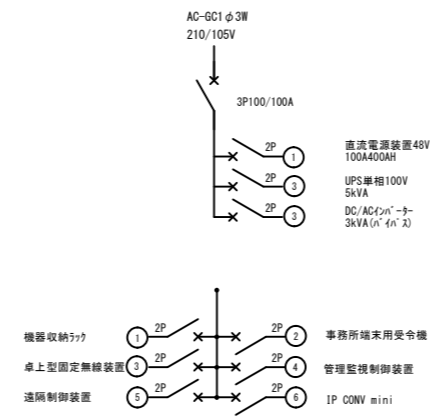 AC-GC1φ3W
210/105V
3P100/100A
2P
1
直流電源装置48V
100A400AH
2P
3
UPS単相100V
5kVA
2P
3
DC/ACインバーター
3kVA(バイパス)
機器収納ラック
1
2P
2P
2
事務所端末用受令機
卓上型固定無線装置
3
2P
2P
4
管理監視制御装置
遠隔制御装置
5
2P
2P
6
IP CONV mini